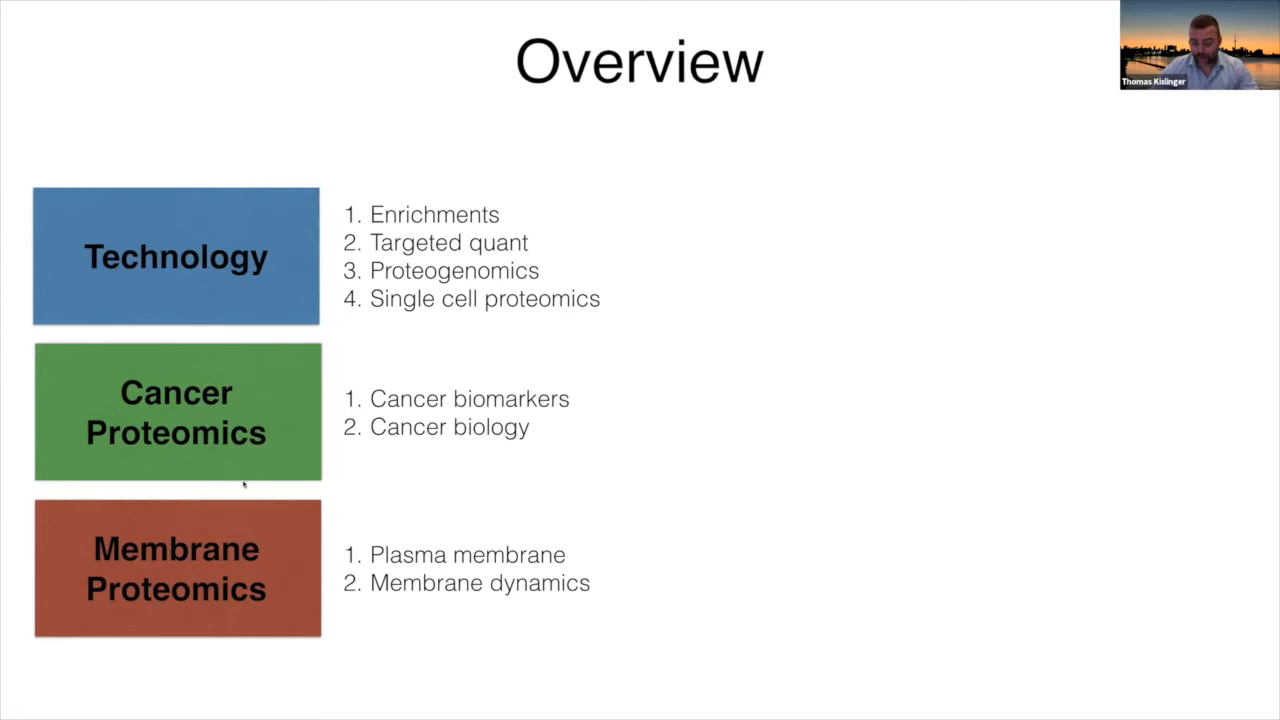 Overview
Thomas Kislinger
Technology
1. Enrichments
2. Targeted quant
3. Proteogenomics
4. Single cell proteomics
Cancer
Proteomics
1. Cancer biomarkers
2. Cancer biology
Membrane
Proteomics
1. Plasma membrane
2. Membrane dynamics